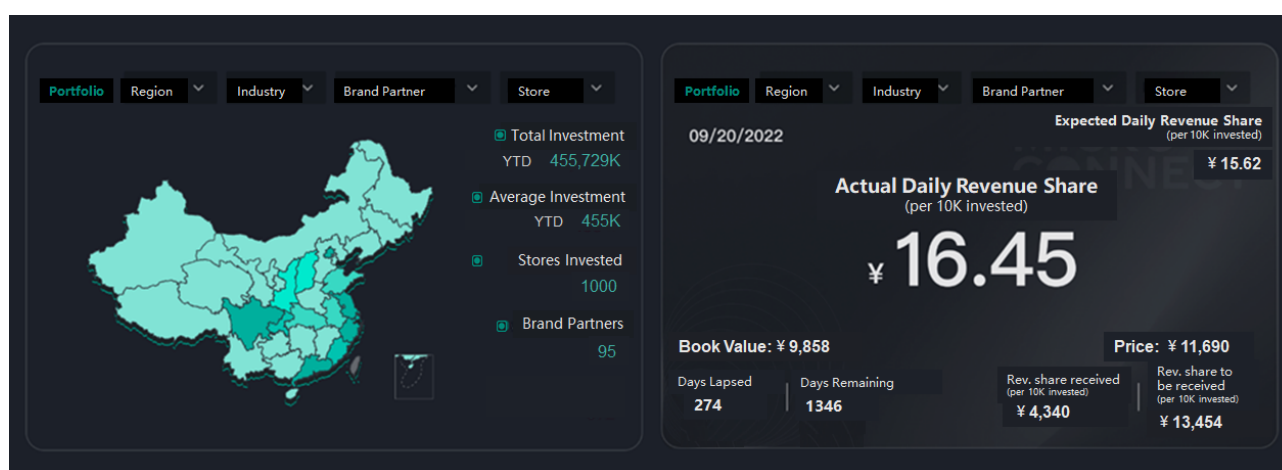 Portfolio Region Industry Brand Partner Store
Total Investment
YTD 455,729K
Average Investment
YTD 455K
Stores Invested
1000
Brand Partners
95
Portfolio Region Industry Brand Partner Store
09/20/2022
Expected Daily Revenue Share
(per 10K invested)
¥ 15.62
Actual Daily Revenue Share
(per 10K invested)
¥ 16.45
Book Value: ¥ 9,858
Price: ¥ 11,690
Days Lapsed
274
Days Remaining
1346
Rev. share received
(per 10K invested)
¥ 4,340
Rev. share to
be received
(per 10K invested)
¥ 13,454